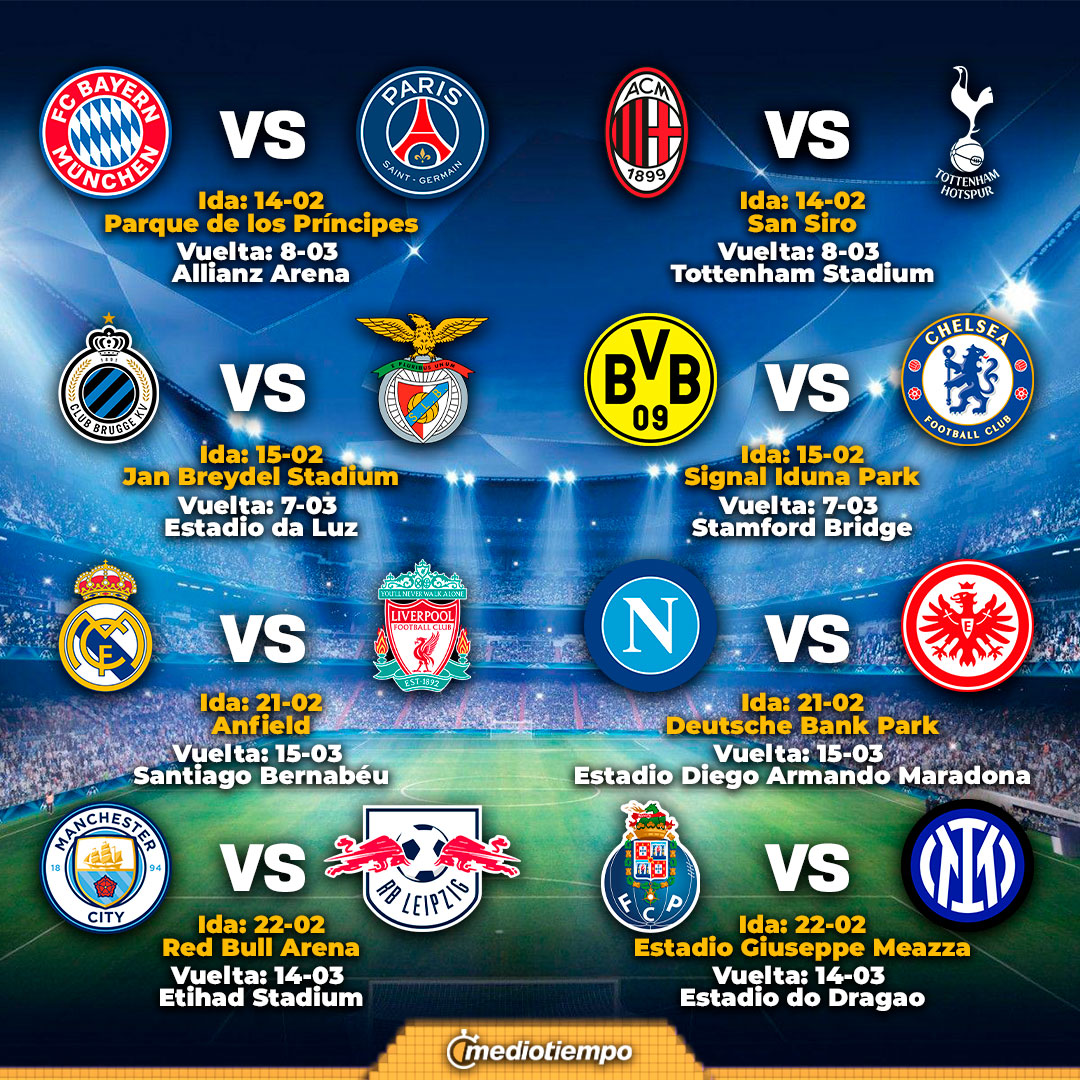 FC BAYERN
MÜNCHEN
VS
PARIS
SAINT-GERMAIN
Ida: 14-02
Parque de los Príncipes
Vuelta: 8-03
Allianz Arena
ACM
1899
VS
TOTTENHAM
HOTSPUR
Ida: 14-02
San Siro
Vuelta: 8-03
Tottenham Stadium
1891
CLUB BRUGGE KV
VS
E PLURIBUS UNUM
Ida: 15-02
Jan Breydel Stadium
Vuelta: 7-03
Estadio da Luz
BVB
09
VS
CHELSEA
FOOTBALL CLUB
Ida: 15-02
Signal Iduna Park
Vuelta: 7-03
Stamford Bridge
VS
YOU'LL NEVER WALK ALONE
LIVERPOOL
FOOTBALL CLUB
EST·1892
Ida: 21-02
Anfield
Vuelta: 15-03
Santiago Bernabéu
N
VS
Ida: 21-02
Deutsche Bank Park
Vuelta: 15-03
Estadio Diego Armando Maradona
MANCHESTER
18 94
CITY
VS
RB LEIPZIG
Ida: 22-02
Red Bull Arena
Vuelta: 14-03
Etihad Stadium
FCP
VS
IM
Ida: 22-02
Estadio Giuseppe Meazza
Vuelta: 14-03
Estadio do Dragao
mediotiempo